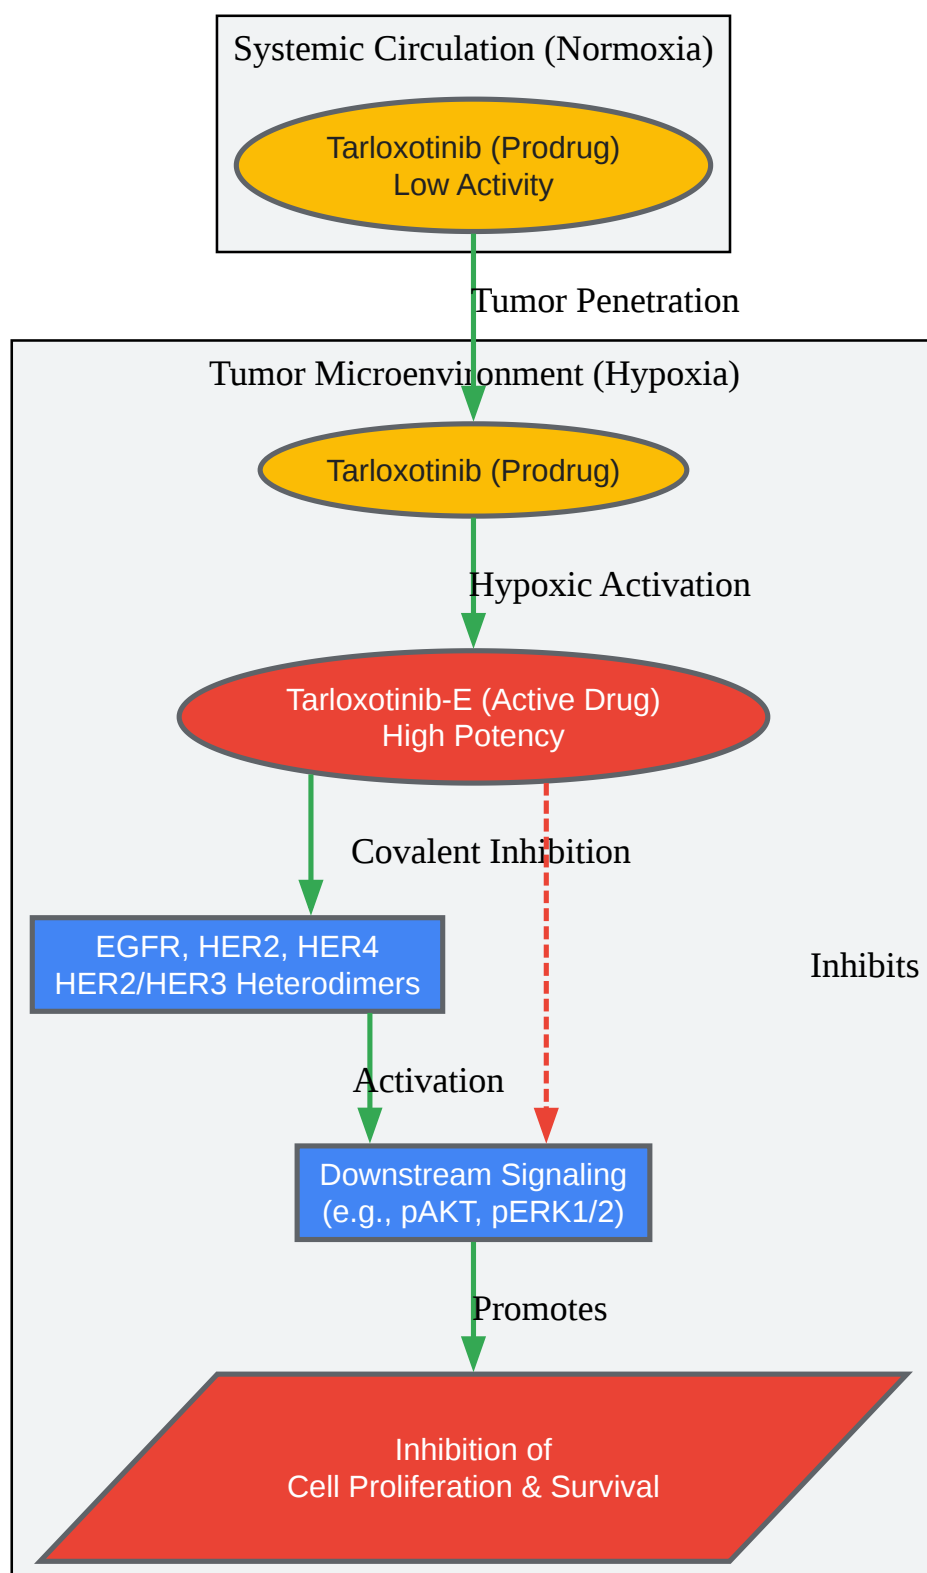 Systemic Circulation (Normoxia)
Tarloxotinib (Prodrug)
Low Activity
Tumor Penetration
Tumor Microenvironment (Hypoxia)
Tarloxotinib (Prodrug)
Hypoxic Activation
Tarloxotinib-E (Active Drug)
High Potency
Covalent Inhibition
EGFR, HER2, HER4
HER2/HER3 Heterodimers
Inhibits
Activation
Downstream Signaling
(e.g., pAKT, pERK1/2)
Promotes
Inhibition of
Cell Proliferation & Survival